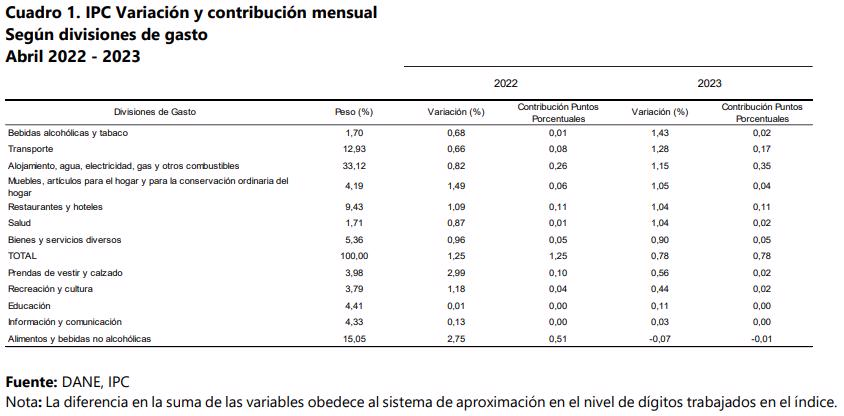 Cuadro 1. IPC Variación y contribución mensual
Según divisiones de gasto
Abril 2022 - 2023
2022 2023
Divisiones de Gasto Peso (%) Variación (%) Contribución Puntos Porcentuales Variación (%) Contribución Puntos Porcentuales
Bebidas alcohólicas y tabaco 1,70 0,68 0,01 1,43 0,02
Transporte 12,93 0,66 0,08 1,28 0,17
Alojamiento, agua, electricidad, gas y otros combustibles 33,12 0,82 0,26 1,15 0,35
Muebles, artículos para el hogar y para la conservación ordinaria del hogar 4,19 1,49 0,06 1,05 0,04
Restaurantes y hoteles 9,43 1,09 0,11 1,04 0,11
Salud 1,71 0,87 0,01 1,04 0,02
Bienes y servicios diversos 5,36 0,96 0,05 0,90 0,05
TOTAL 100,00 1,25 1,25 0,78 0,78
Prendas de vestir y calzado 3,98 2,99 0,10 0,56 0,02
Recreación y cultura 3,79 1,18 0,04 0,44 0,02
Educación 4,41 0,01 0,00 0,11 0,00
Información y comunicación 4,33 0,13 0,00 0,03 0,00
Alimentos y bebidas no alcohólicas 15,05 2,75 0,51 -0,07 -0,01
Fuente: DANE, IPC
Nota: La diferencia en la suma de las variables obedece al sistema de aproximación en el nivel de dígitos trabajados en el índice.